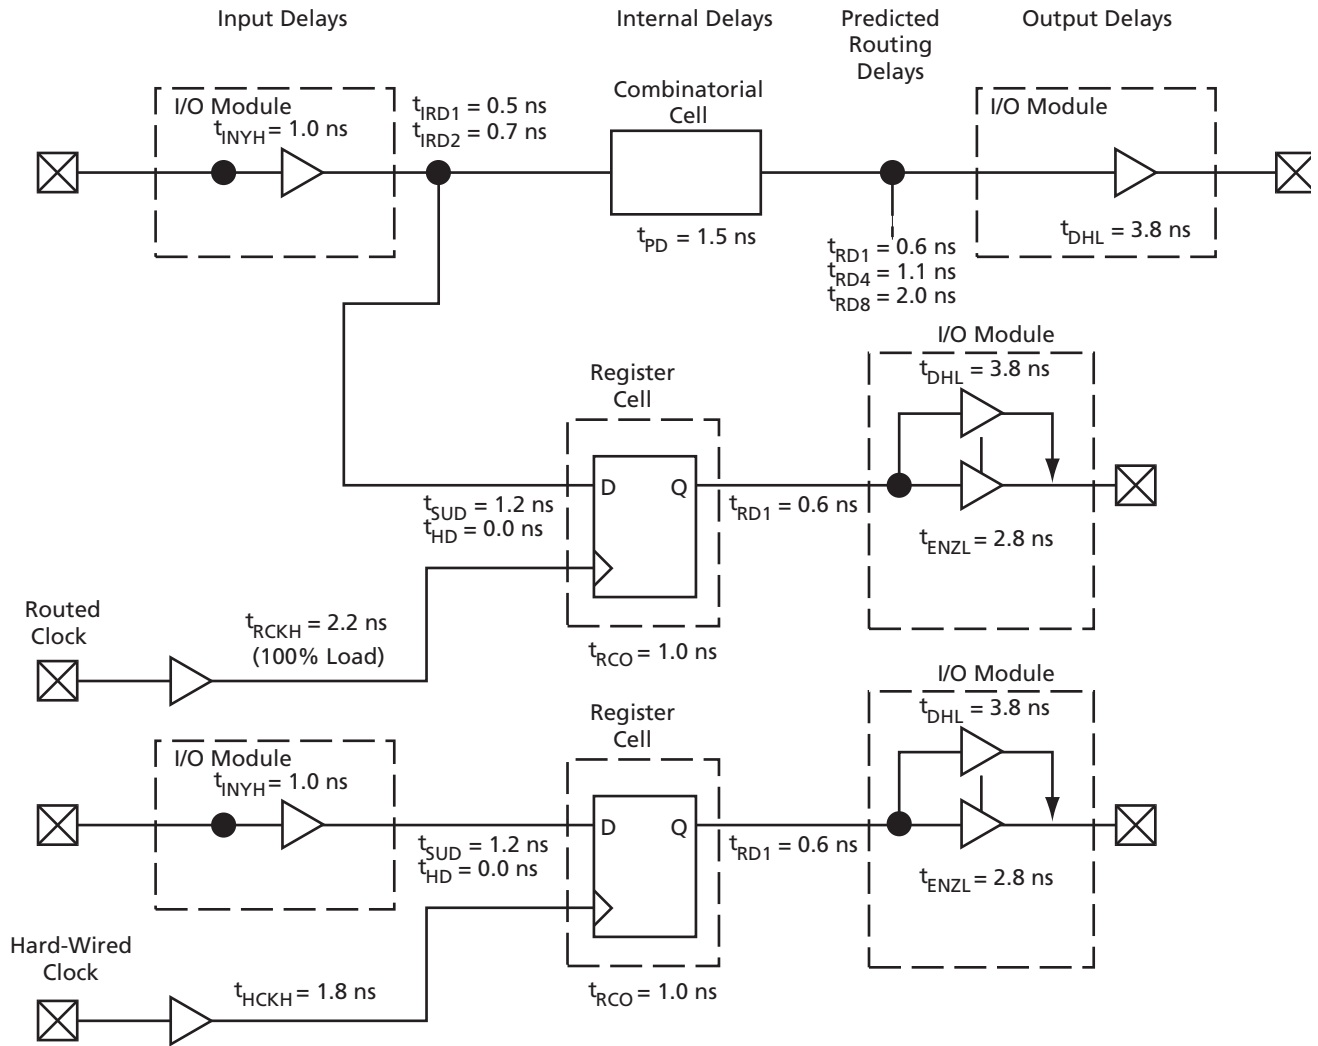 Input Delays
Internal Delays
Predicted
Routing
Delays
Output Delays
I/O Module
tINYH = 1.0 ns
tIRD1 = 0.5 ns
tIRD2 = 0.7 ns
Combinatorial
Cell
tPD = 1.5 ns
I/O Module
tDHL = 3.8 ns
tRD1 = 0.6 ns
tRD4 = 1.1 ns
tRD8 = 2.0 ns
I/O Module
tDHL = 3.8 ns
Register
Cell
D
Q
tSUD = 1.2 ns
tHD = 0.0 ns
tRD1 = 0.6 ns
tENZL = 2.8 ns
Routed
Clock
tRCKH = 2.2 ns
(100% Load)
tRCO = 1.0 ns
I/O Module
tDHL = 3.8 ns
Register
Cell
I/O Module
tINYH = 1.0 ns
D
Q
tSUD = 1.2 ns
tHD = 0.0 ns
tRD1 = 0.6 ns
tENZL = 2.8 ns
Hard-Wired
Clock
tHCKH = 1.8 ns
tRCO = 1.0 ns